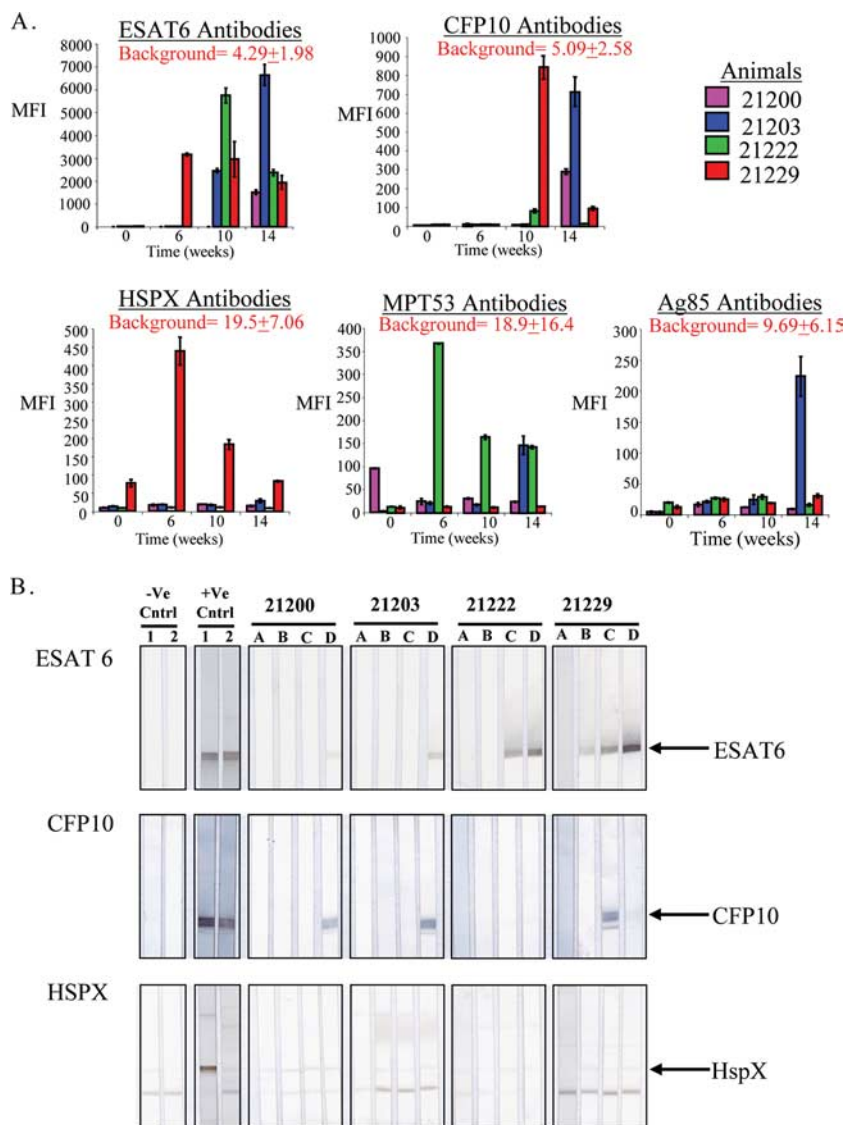 A.
ESAT6 Antibodies
Background= 4.29±1.98
MFI
8000
7000
6000
5000
4000
3000
2000
1000
0
0 6 10 14
Time (weeks)
CFP10 Antibodies
Background= 5.09±2.58
MFI
1000
900
800
700
600
500
400
300
200
100
0
0 6 10 14
Time (weeks)
Animals
21200
21203
21222
21229
HSPX Antibodies
Background= 19.5±7.06
MFI
500
450
400
350
300
250
200
150
100
50
0
0 6 10 14
Time (weeks)
MPT53 Antibodies
Background= 18.9±16.4
MFI
400
350
300
250
200
150
100
50
0
0 6 10 14
Time (weeks)
Ag85 Antibodies
Background= 9.69±6.15
MFI
300
250
200
150
100
50
0
0 6 10 14
Time (weeks)
B.
-Ve Cntrl
+Ve Cntrl
21200 21203 21222 21229
1 2 1 2 A B C D A B C D A B C D A B C D
ESAT 6
ESAT6
CFP10
CFP10
HSPX
HspX